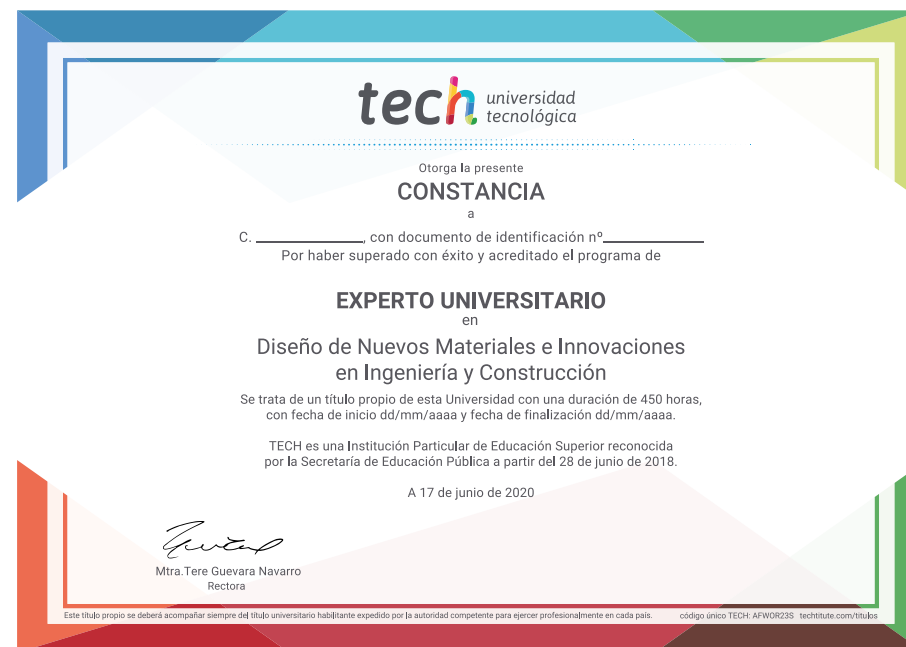 tech universidad
tecnológica
Otorga la presente
CONSTANCIA
a
C. ______________, con documento de identificación nº_____________
Por haber superado con éxito y acreditado el programa de
EXPERTO UNIVERSITARIO
en
Diseño de Nuevos Materiales e Innovaciones
en Ingeniería y Construcción
Se trata de un título propio de esta Universidad con una duración de 450 horas,
con fecha de inicio dd/mm/aaaa y fecha de finalización dd/mm/aaaa.
TECH es una Institución Particular de Educación Superior reconocida
por la Secretaría de Educación Pública a partir del 28 de junio de 2018.
A 17 de junio de 2020
Mtra.Tere Guevara Navarro
Rectora
Este título propio se deberá acompañar siempre del título universitario habilitante expedido por la autoridad competente para ejercer profesionalmente en cada país. código único TECH: AFWOR23S techtitute.com/titulos